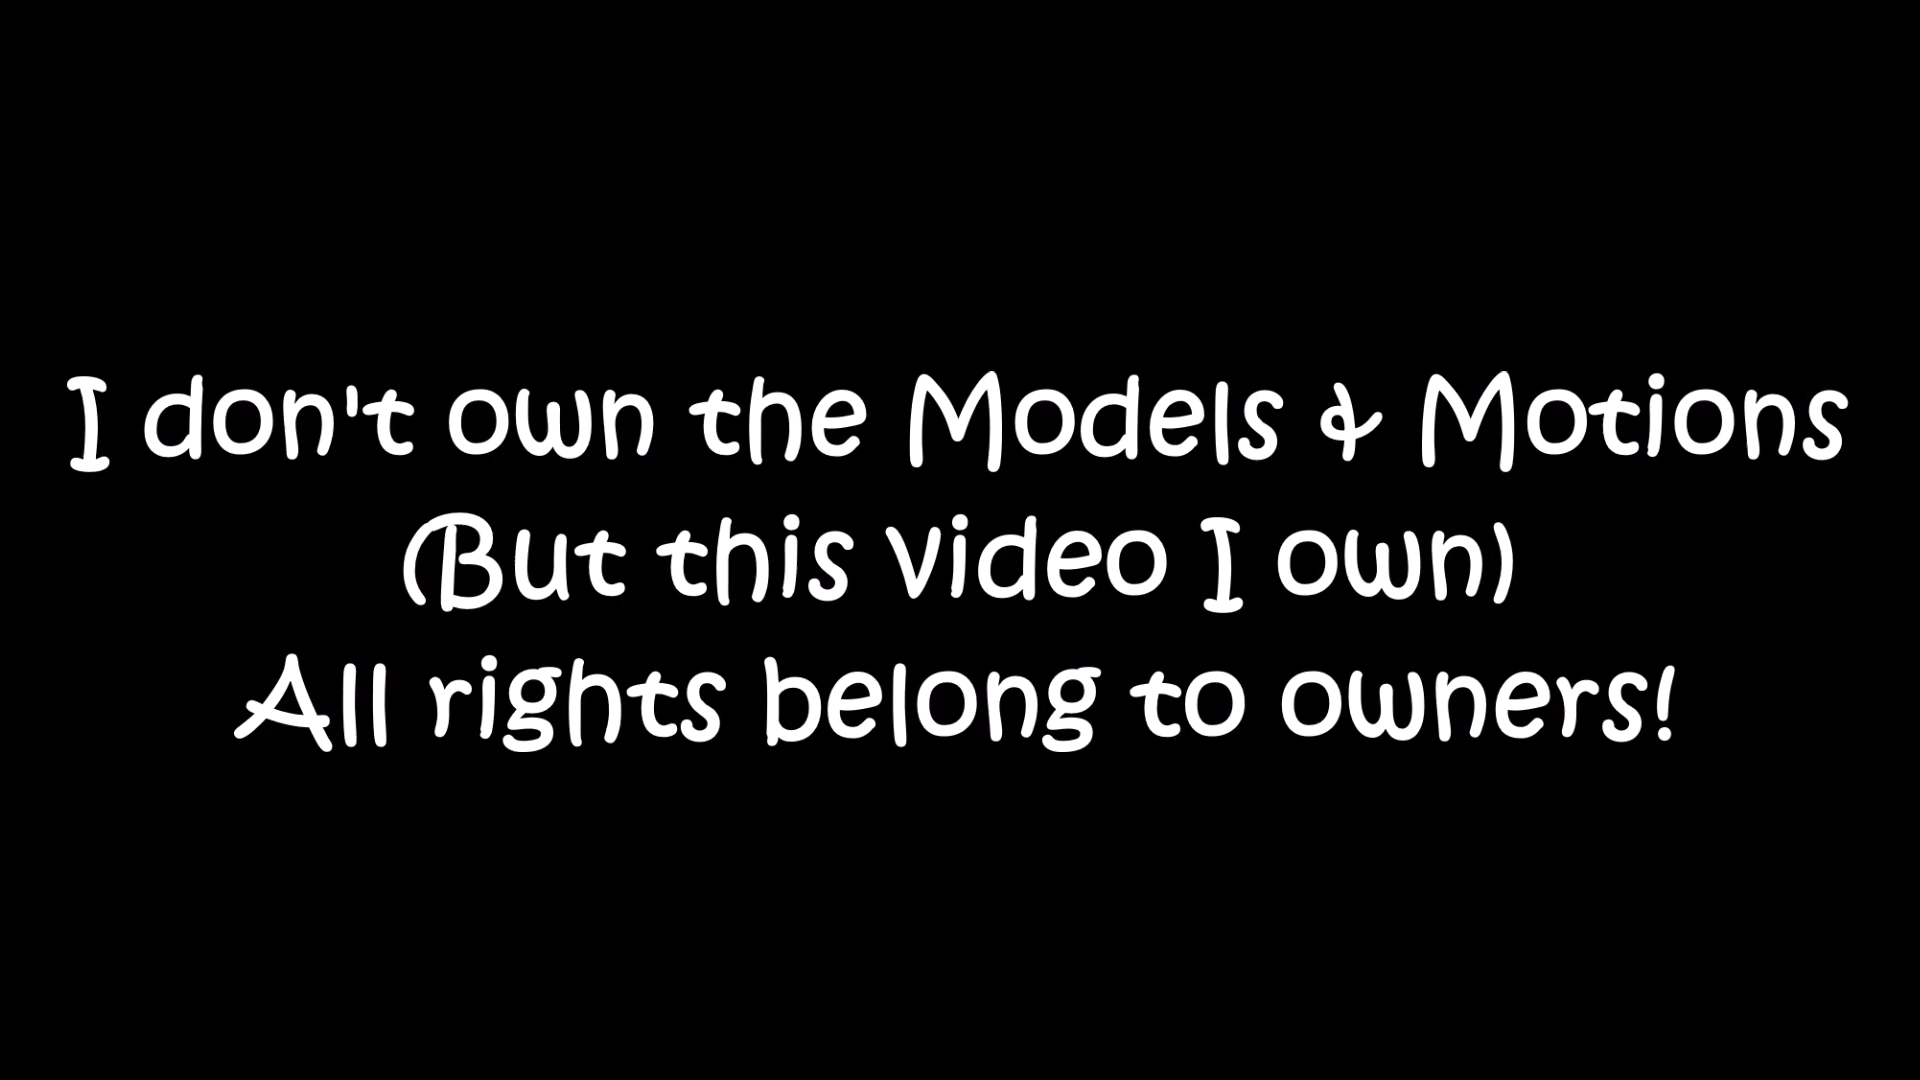 I don't own the Models & Motions
(But this video I own)
All rights belong to owners!